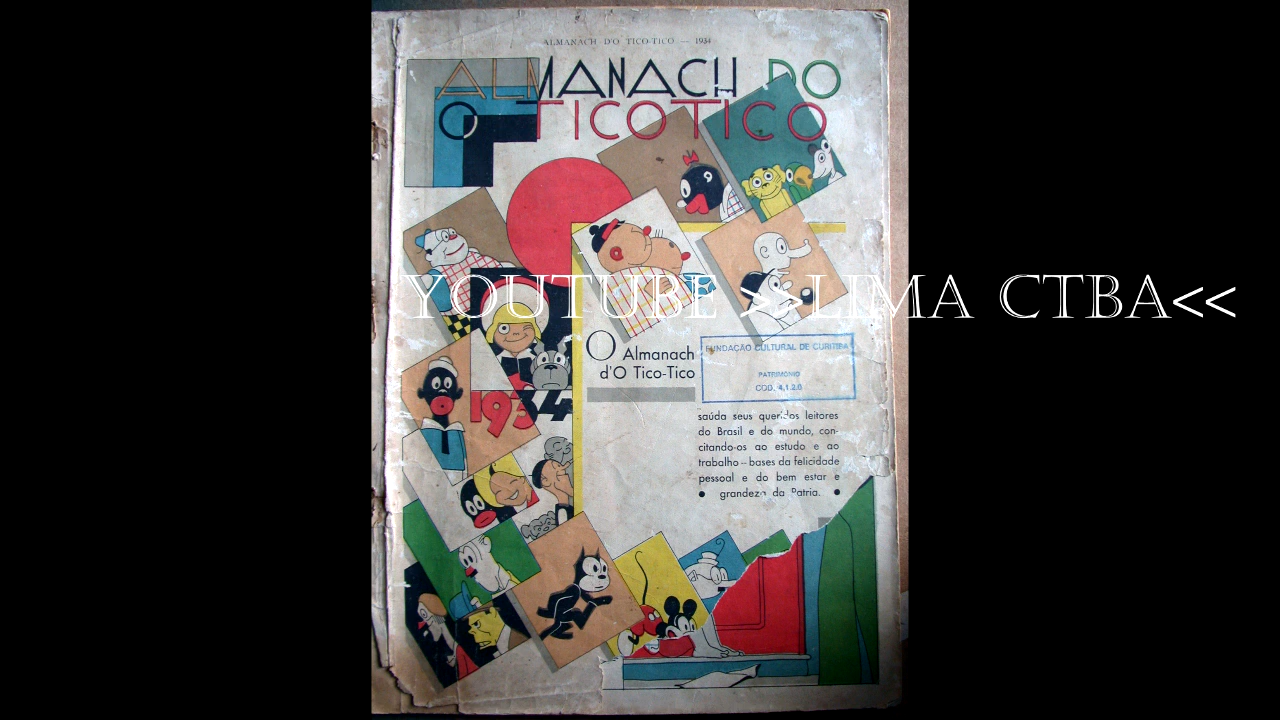 ALMANACH D'O TICO-TICO — 1934
ALMANACH DO
O TICOTICO
YOUTUBE >>LIMA CTBA<<
O Almanach
d'O Tico-Tico
FUNDAÇÃO CULTURAL DE CURITIBA
PATRIMÔNIO
COD. 4.1.2.6
1934
saúda seus queridos leitores
do Brasil e do mundo, con-
citando-os ao estudo e ao
trabalho – bases da felicidade
pessoal e do bem estar e
• grandeza da Patria. •